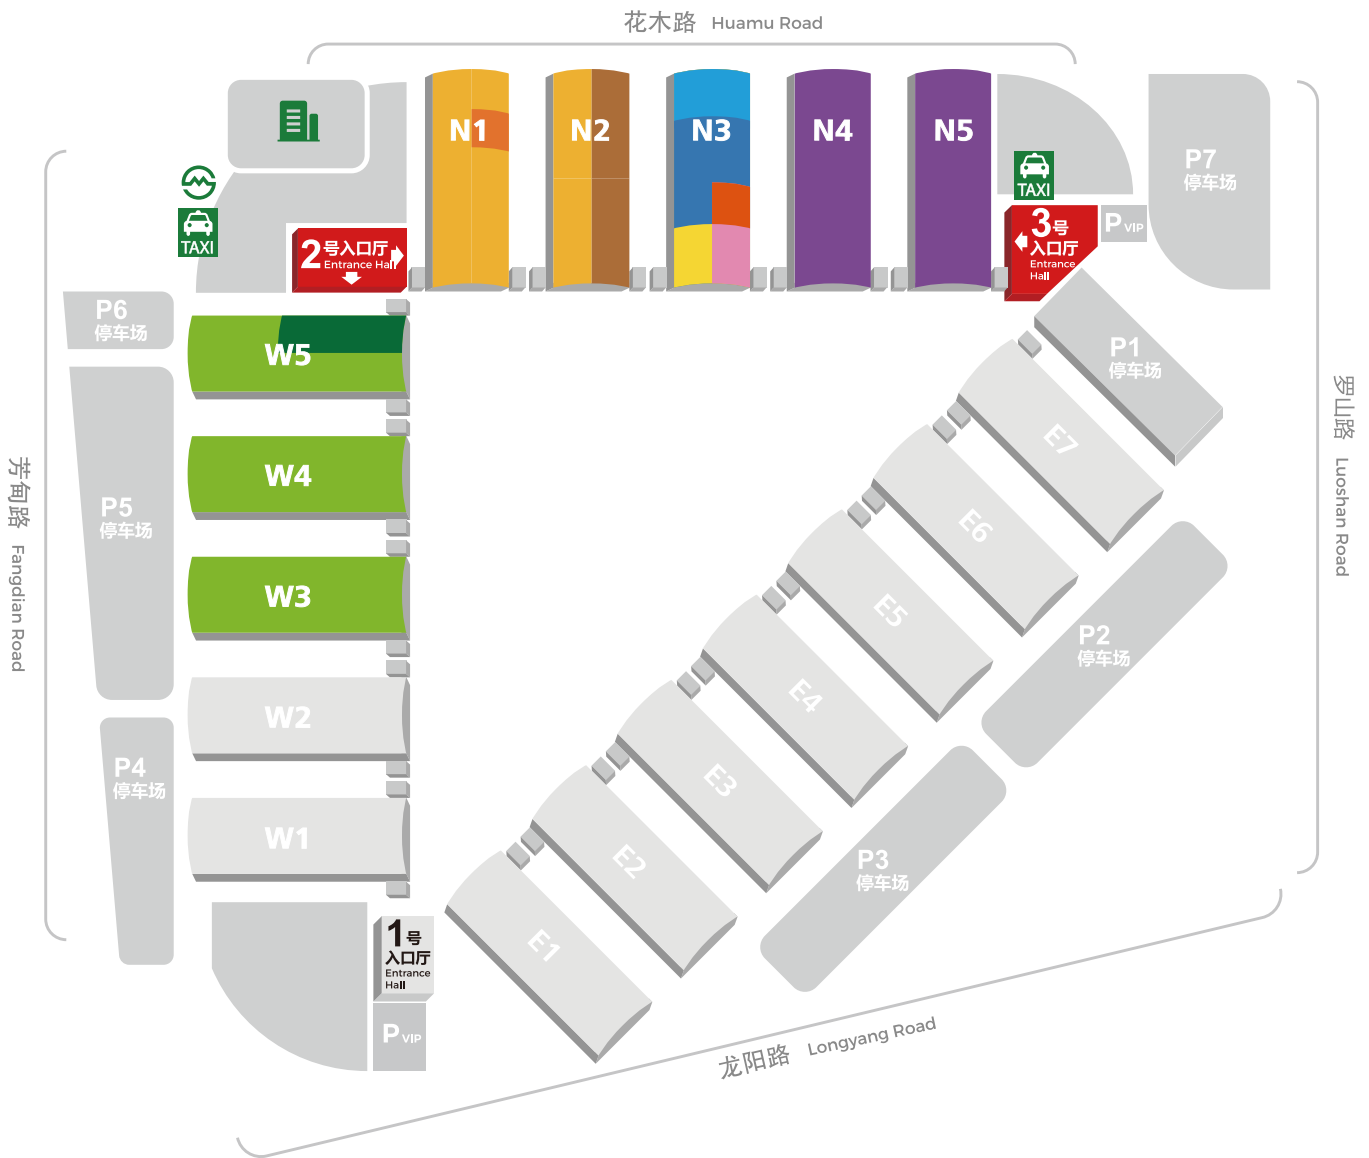 花木路 Huamu Road
N1
N2
N3
N4
N5
TAXI
P7
停车场
TAXI
2号入口厅
Entrance Hall
3号
入口厅
Entrance
Hall
P VIP
P6
停车场
W5
P1
停车场
W4
P5
停车场
W3
W2
W1
P4
停车场
E7
E6
E5
E4
E3
E2
E1
P2
停车场
P3
停车场
1号
入口厅
Entrance
Hall
P VIP
芳甸路 Fangdian Road
罗山路 Luoshan Road
龙阳路 Longyang Road